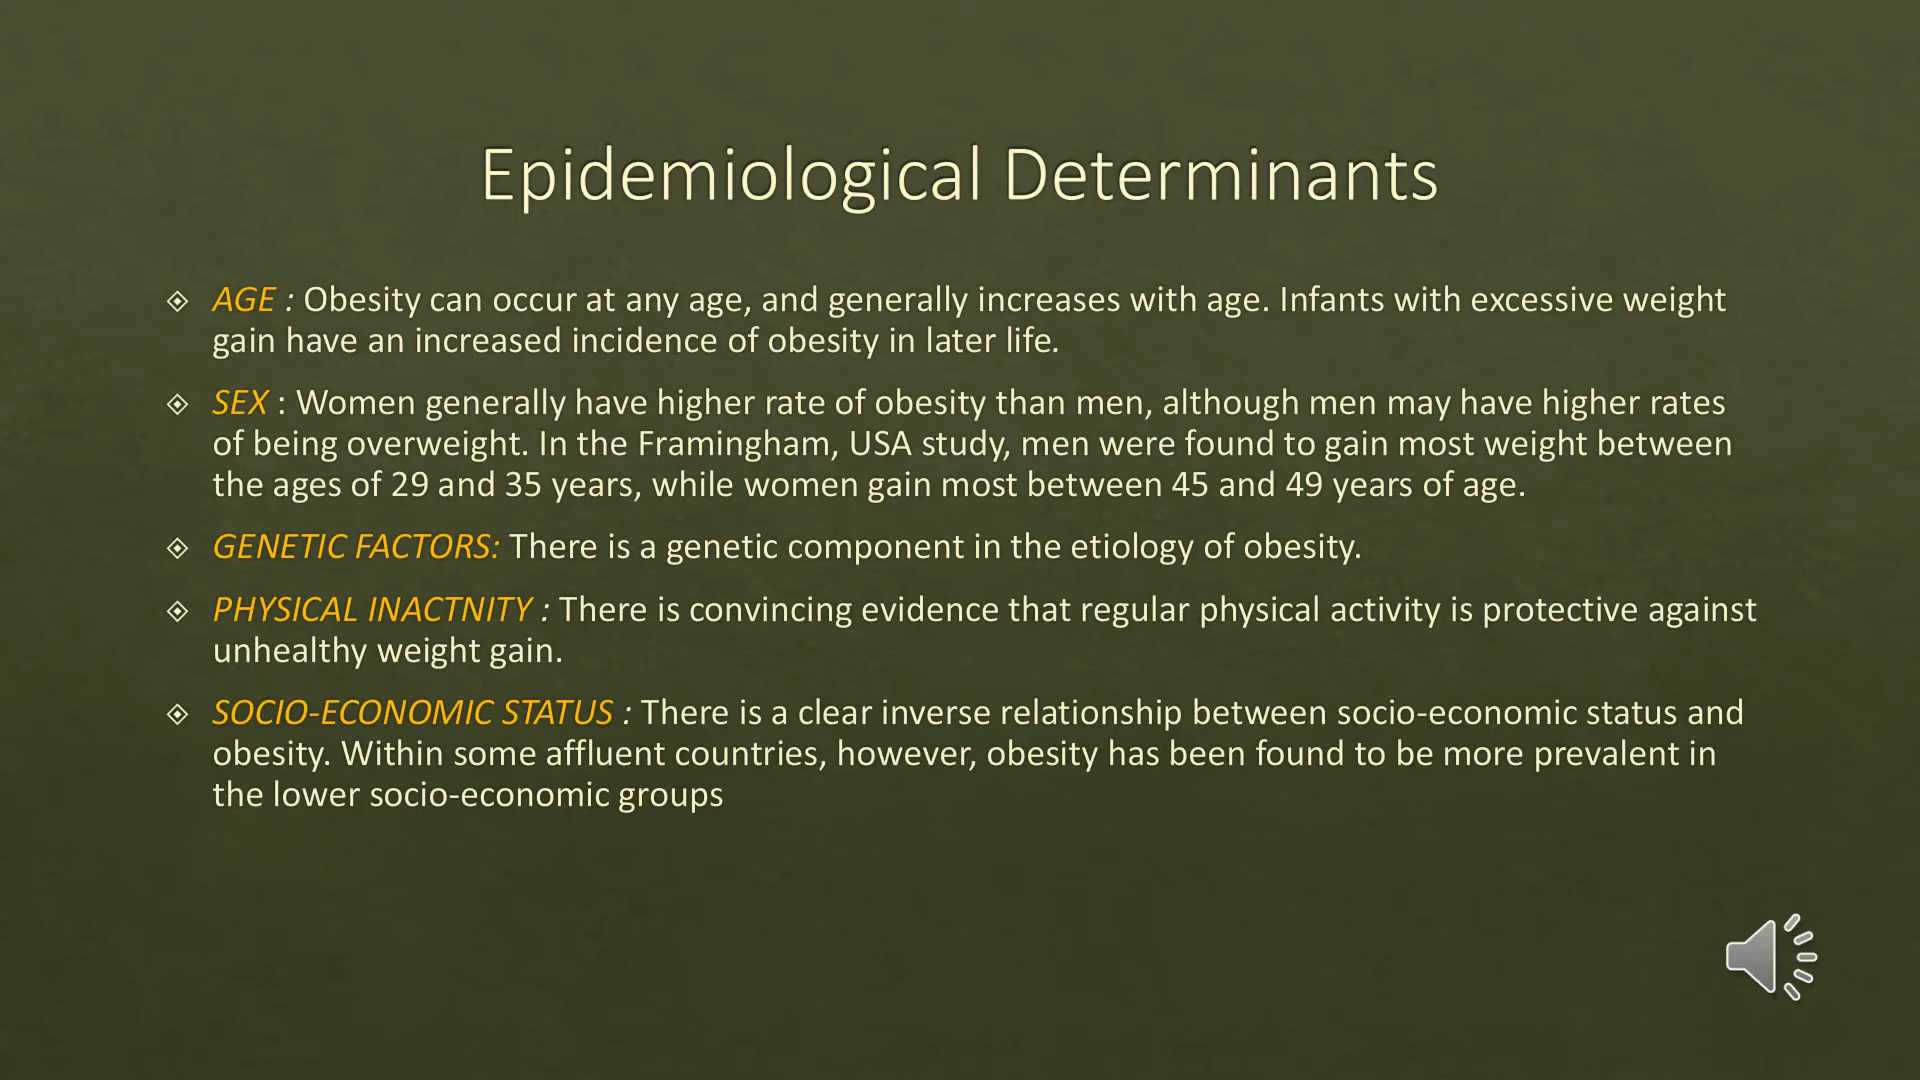 Epidemiological Determinants
AGE : Obesity can occur at any age, and generally increases with age. Infants with excessive weight
gain have an increased incidence of obesity in later life.
SEX : Women generally have higher rate of obesity than men, although men may have higher rates
of being overweight. In the Framingham, USA study, men were found to gain most weight between
the ages of 29 and 35 years, while women gain most between 45 and 49 years of age.
GENETIC FACTORS: There is a genetic component in the etiology of obesity.
PHYSICAL INACTNITY : There is convincing evidence that regular physical activity is protective against
unhealthy weight gain.
SOCIO-ECONOMIC STATUS : There is a clear inverse relationship between socio-economic status and
obesity. Within some affluent countries, however, obesity has been found to be more prevalent in
the lower socio-economic groups